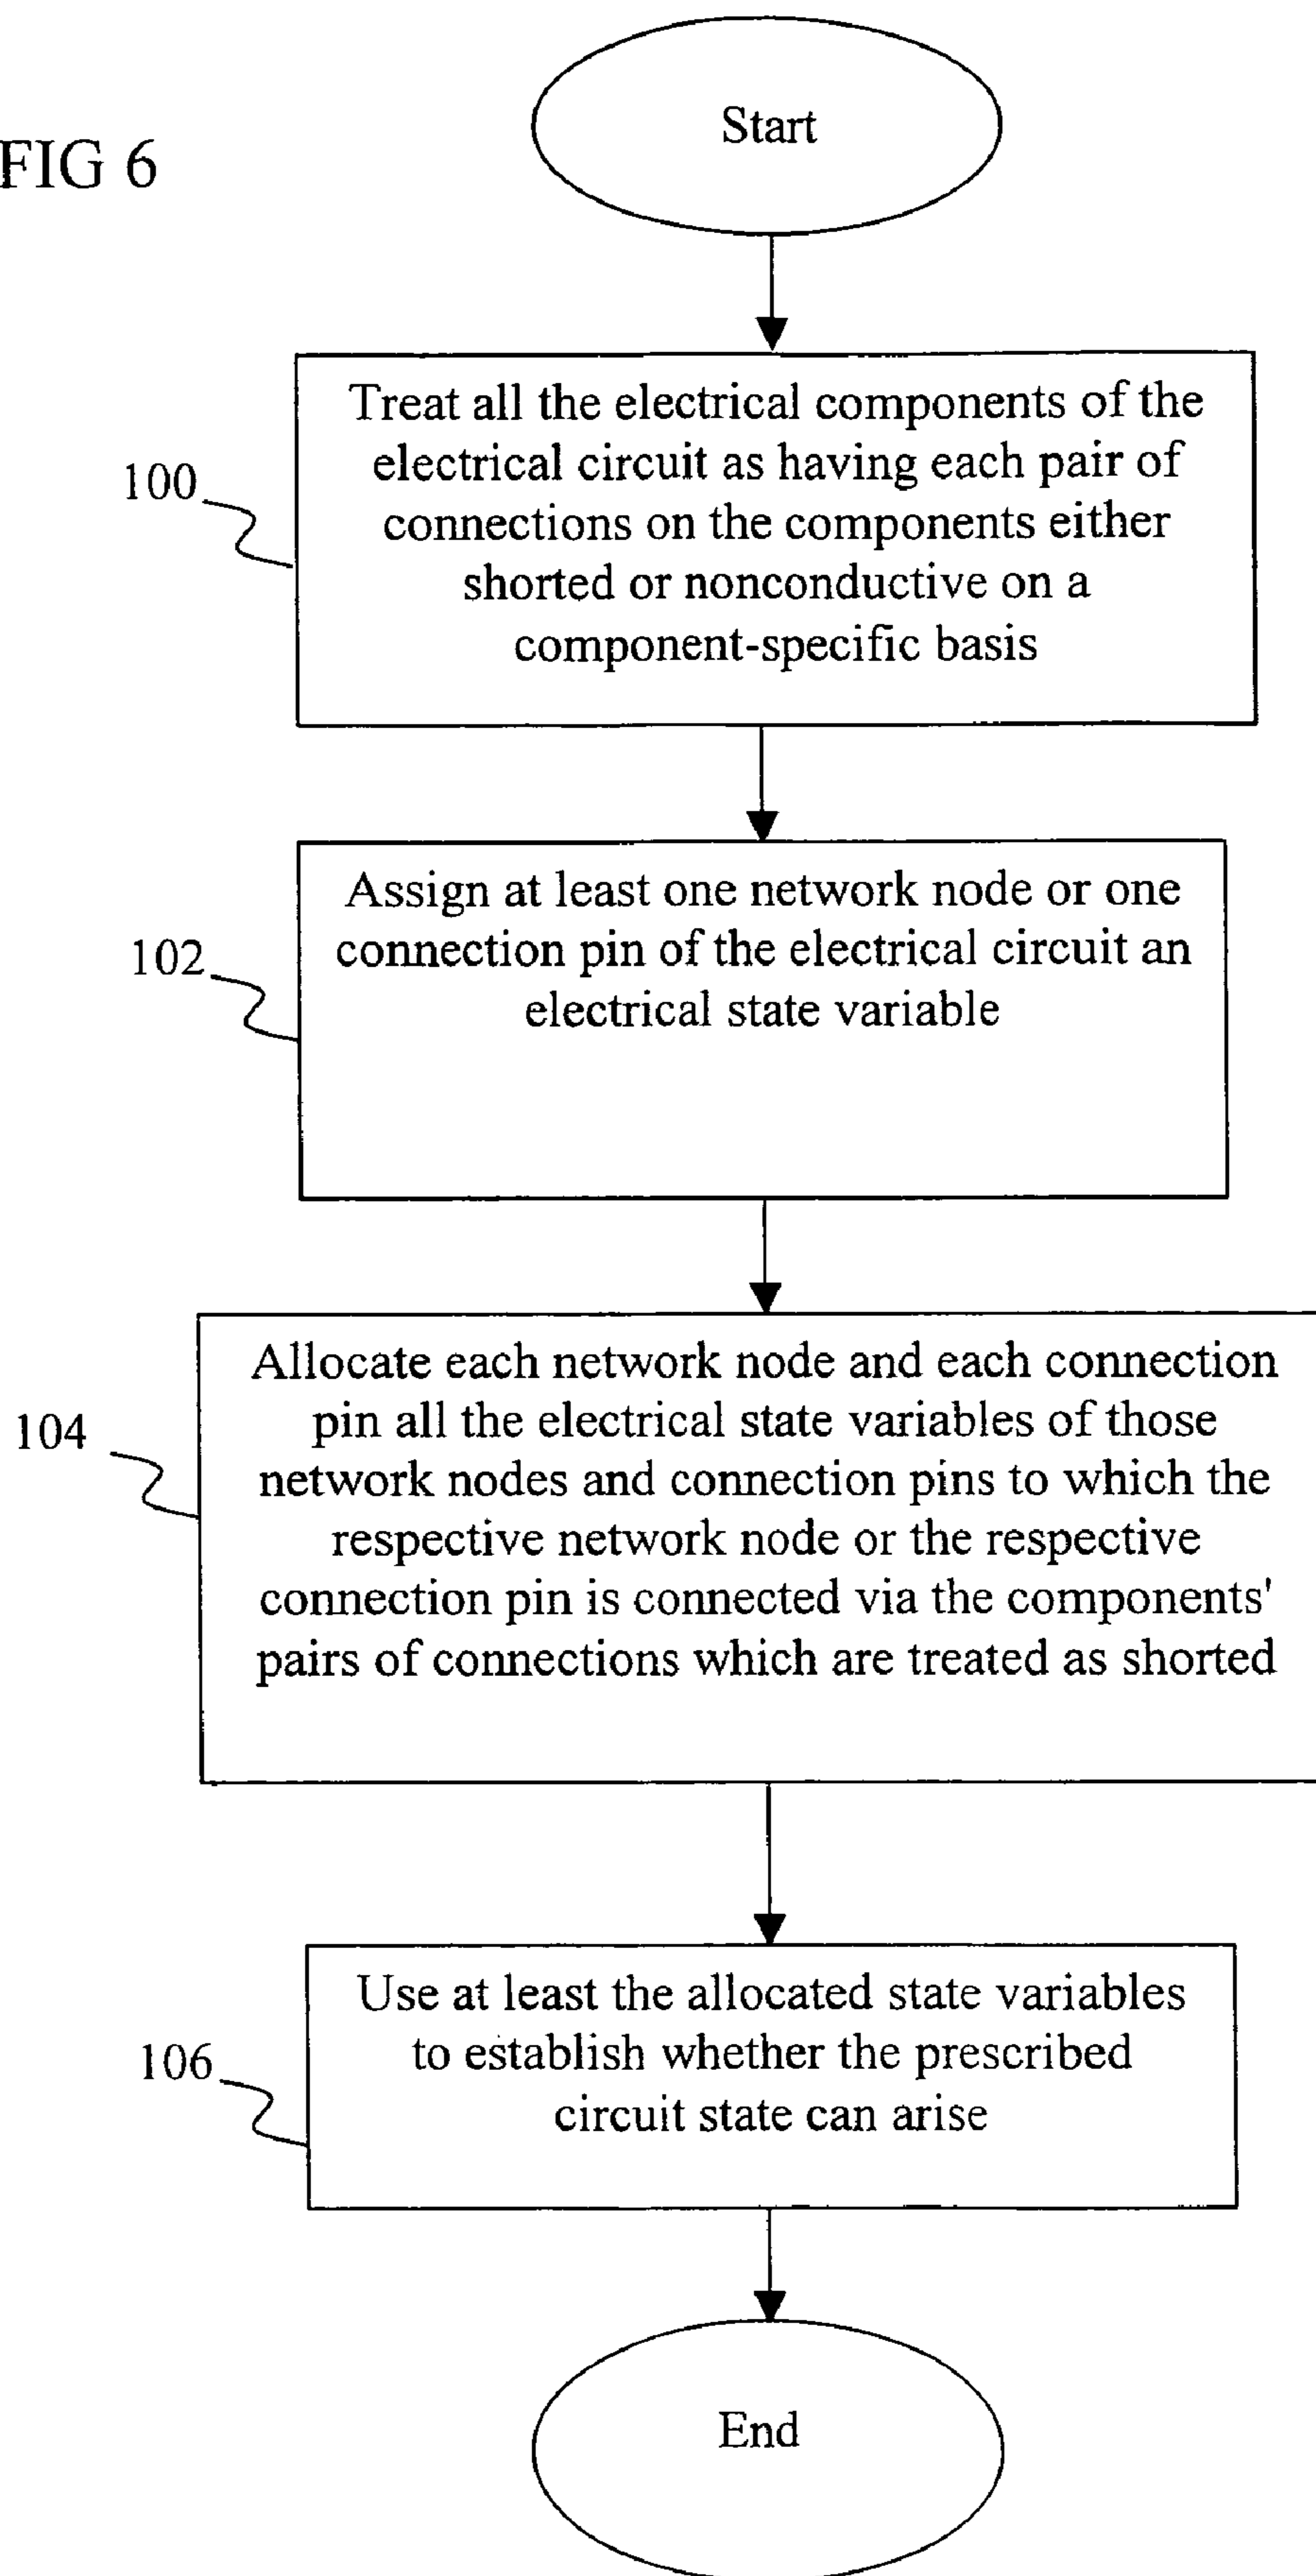 FIG 6
Start
100
Treat all the electrical components of the
electrical circuit as having each pair of
connections on the components either
shorted or nonconductive on a
component-specific basis
102
Assign at least one network node or one
connection pin of the electrical circuit an
electrical state variable
104
Allocate each network node and each connection
pin all the electrical state variables of those
network nodes and connection pins to which the
respective network node or the respective
connection pin is connected via the components'
pairs of connections which are treated as shorted
106
Use at least the allocated state variables
to establish whether the prescribed
circuit state can arise
End